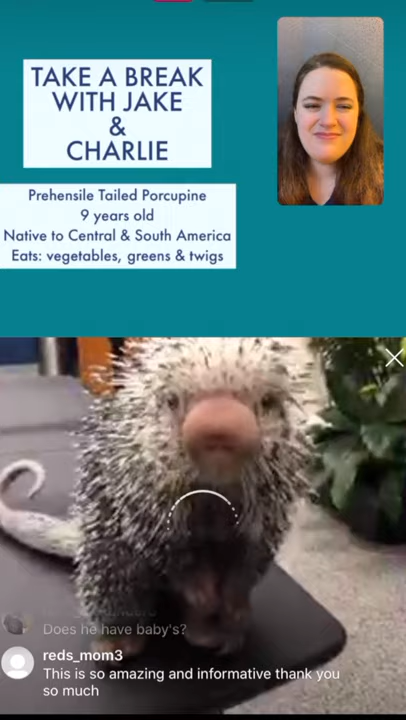 TAKE A BREAK
WITH JAKE
&
CHARLIE
Prehensile Tailed Porcupine
9 years old
Native to Central & South America
Eats: vegetables, greens & twigs
Does he have baby's?
reds_mom3
This is so amazing and informative thank you
so much